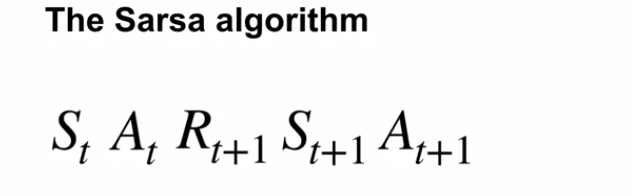 The Sarsa algorithm
S_t A_t R_{t+1} S_{t+1} A_{t+1}